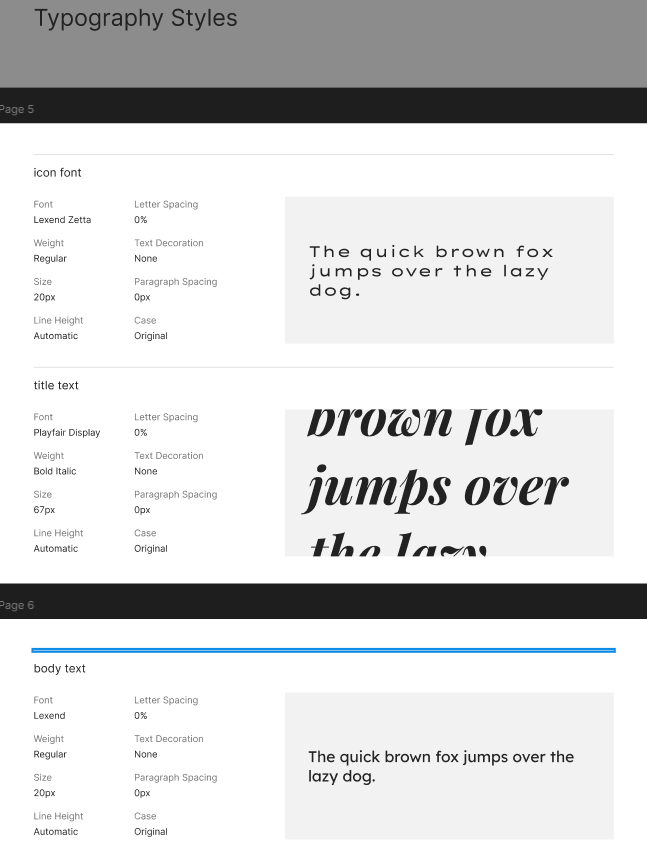 Typography Styles
Page 5
icon font
Font
Lexend Zetta
Letter Spacing
0%
Weight
Regular
Text Decoration
None
Size
20px
Paragraph Spacing
0px
Line Height
Automatic
Case
Original
The quick brown fox
jumps over the lazy
dog.
title text
Font
Playfair Display
Letter Spacing
0%
Weight
Bold Italic
Text Decoration
None
Size
67px
Paragraph Spacing
0px
Line Height
Automatic
Case
Original
brown fox
jumps over
the lazy
Page 6
body text
Font
Lexend
Letter Spacing
0%
Weight
Regular
Text Decoration
None
Size
20px
Paragraph Spacing
0px
Line Height
Automatic
Case
Original
The quick brown fox jumps over the
lazy dog.